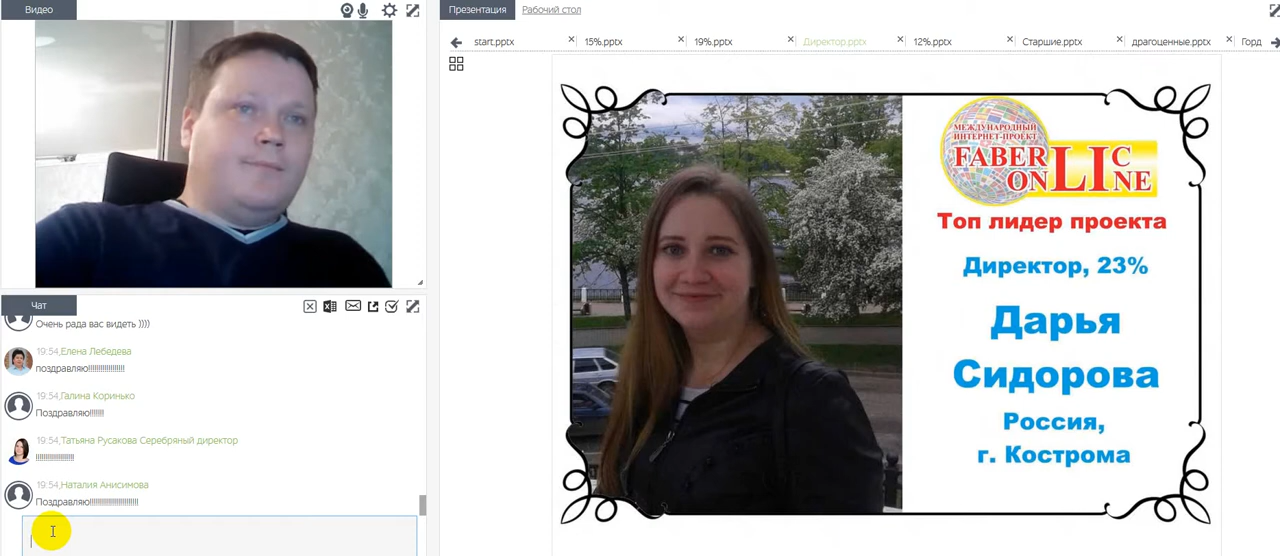 Видео
Презентация
Рабочий стол
start.pptx
15%.pptx
19%.pptx
Директор.pptx
12%.pptx
Старшие.pptx
драгоценные.pptx
Горд
МЕЖДУНАРОДНЫЙ
ИНТЕРНЕТ-ПРОЕКТ
FABERLIC
ONLINE
Топ лидер проекта
Директор, 23%
Дарья
Сидорова
Россия,
г. Кострома
Чат
Очень рада вас видеть ))))
19:54,Елена Лебедева
поздравляю!!!!!!!!!!!!!!!!!!
19:54,Галина Коринько
Поздравляю!!!!!!!
19:54,Татьяна Русакова Серебряный директор
!!!!!!!!!!!!!!!!!!!
19:54,Наталия Анисимова
Поздравляю!!!!!!!!!!!!!!!!!!!!!!!!